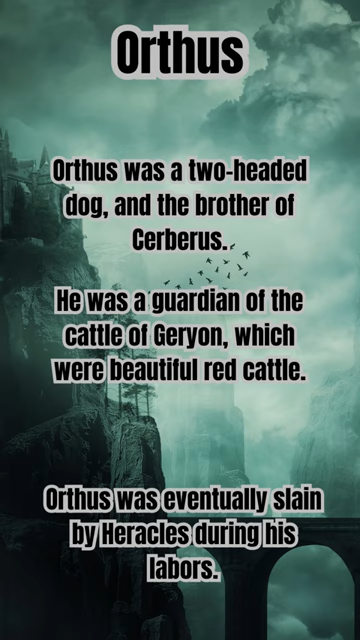 Orthus
Orthus was a two-headed
dog, and the brother of
Cerberus.
He was a guardian of the
cattle of Geryon, which
were beautiful red cattle.
Orthus was eventually slain
by Heracles during his
labors.